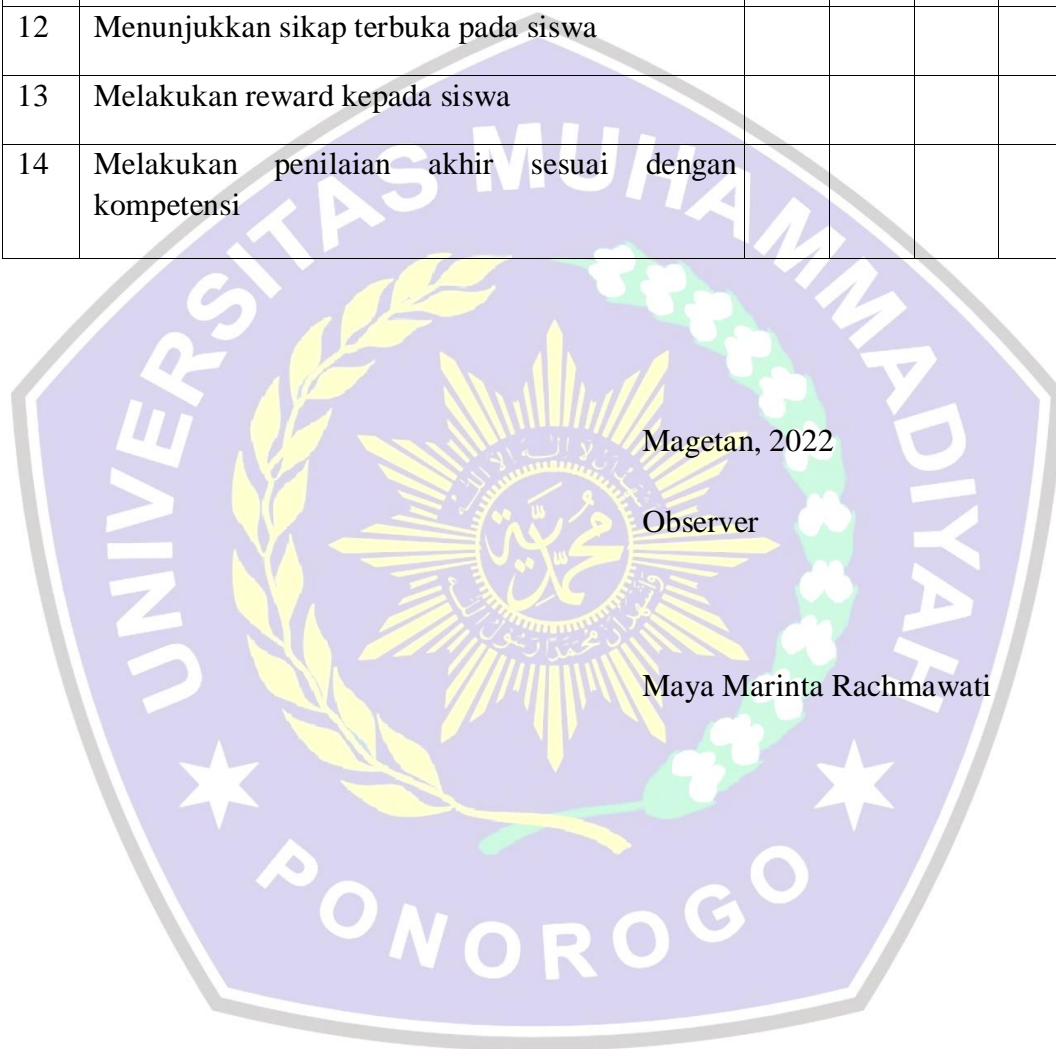 12 Menunjukkan sikap terbuka pada siswa
13 Melakukan reward kepada siswa
14 Melakukan penilaian akhir sesuai dengan
kompetensi
UNIVERSITAS MUHAMMADIYAH
Magetan, 2022
Observer
محمدية
Maya Marinta Rachmawati
PONOROGO